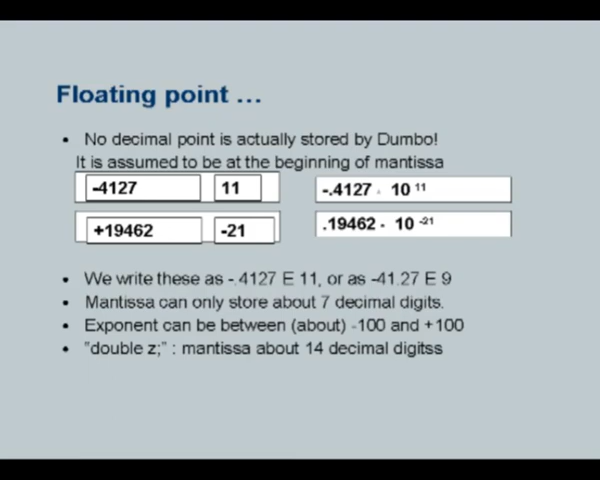 Floating point …
• No decimal point is actually stored by Dumbo!
It is assumed to be at the beginning of mantissa
-4127 11 -.4127 · 10 11
+19462 -21 .19462 · 10 -21
• We write these as -.4127 E 11, or as -41.27 E 9
• Mantissa can only store about 7 decimal digits.
• Exponent can be between (about) -100 and +100
• "double z;" : mantissa about 14 decimal digitss